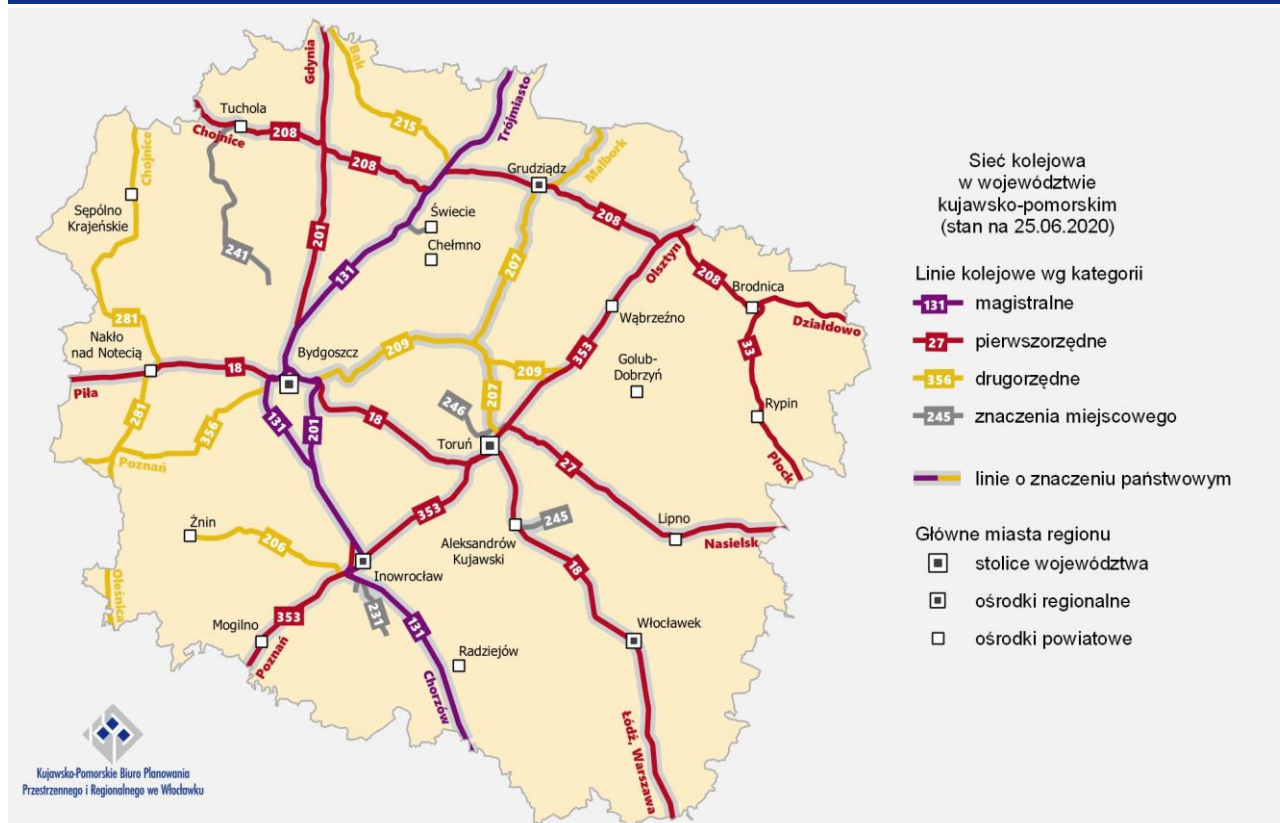 Gdynia
Bąk
Trójmiasto
Tuchola
Chojnice
208
215
208
Grudziądz
Malbork
Chojnice
Sępólno
Krajeńskie
201
241
Świecie
Chełmno
131
207
208
Olsztyn
208
Brodnica
Działdowo
281
Nakło
nad Notecią
Bydgoszcz
209
Wąbrzeźno
353
33
18
Piła
209
Golub-
Dobrzyń
281
356
131
201
18
246
207
Toruń
Rypin
Płock
Poznań
27
Żnin
206
353
245
Lipno
Nasielsk
Aleksandrów
Kujawski
18
Oleśnica
Inowrocław
Mogilno
353
231
131
Włocławek
Poznań
Radziejów
Chorzów
Łódź, Warszawa
Sieć kolejowa
w województwie
kujawsko-pomorskim
(stan na 25.06.2020)
Linie kolejowe wg kategorii
131 magistralne
27 pierwszorzędne
356 drugorzędne
245 znaczenia miejscowego
linie o znaczeniu państwowym
Główne miasta regionu
stolice województwa
ośrodki regionalne
ośrodki powiatowe
Kujawsko-Pomorskie Biuro Planowania
Przestrzennego i Regionalnego we Włocławku